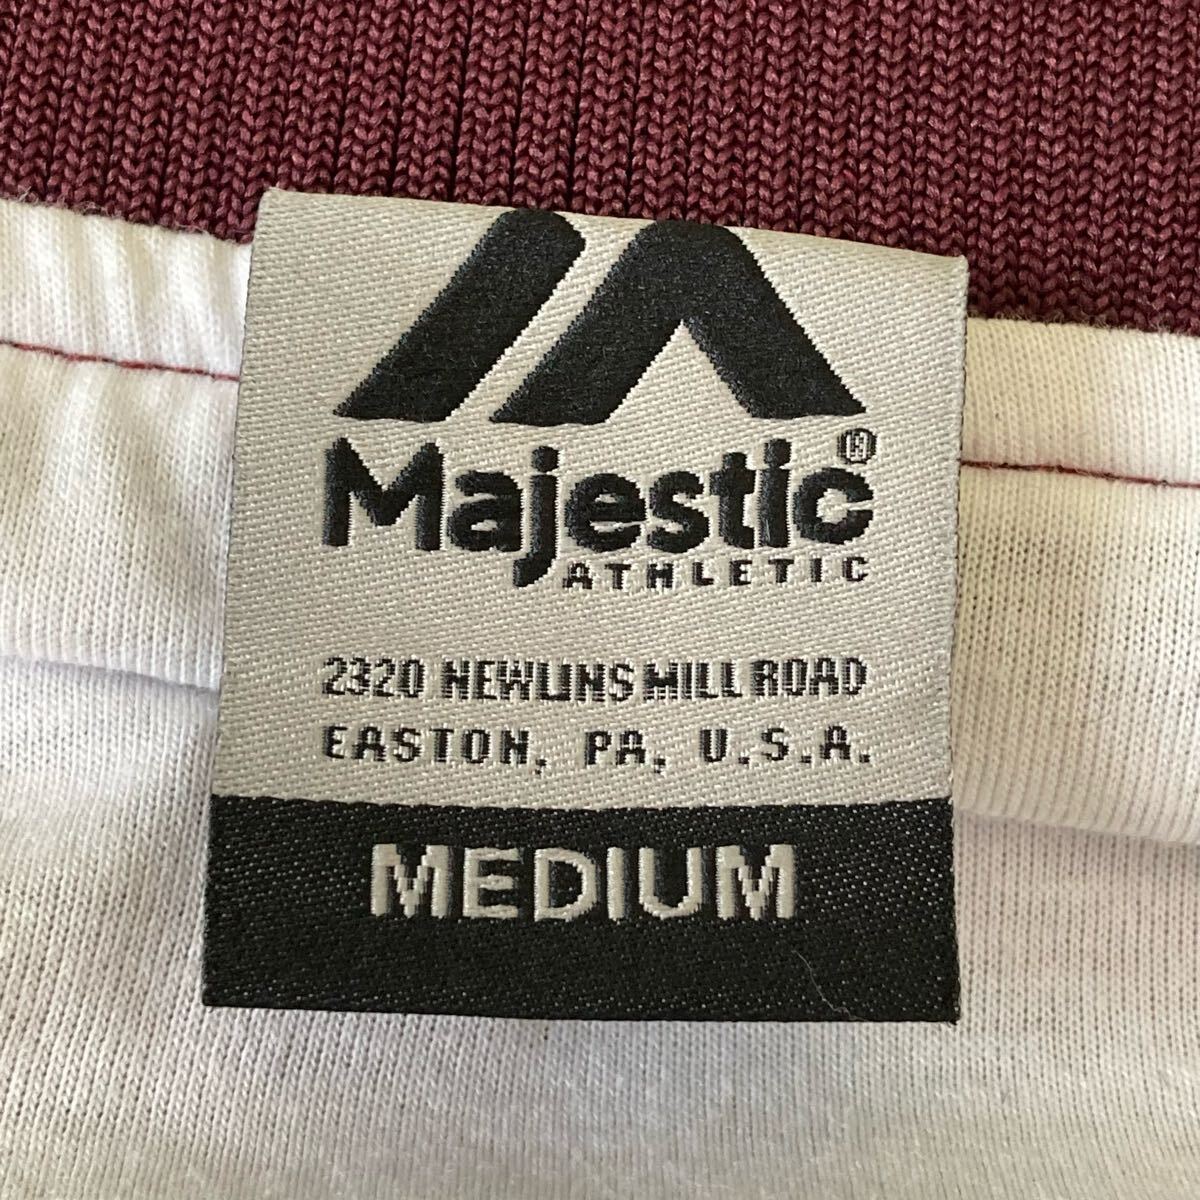 Majestic®
ATHLETIC
2320 NEWLINS MILL ROAD
EASTON, PA, U.S.A.
MEDIUM